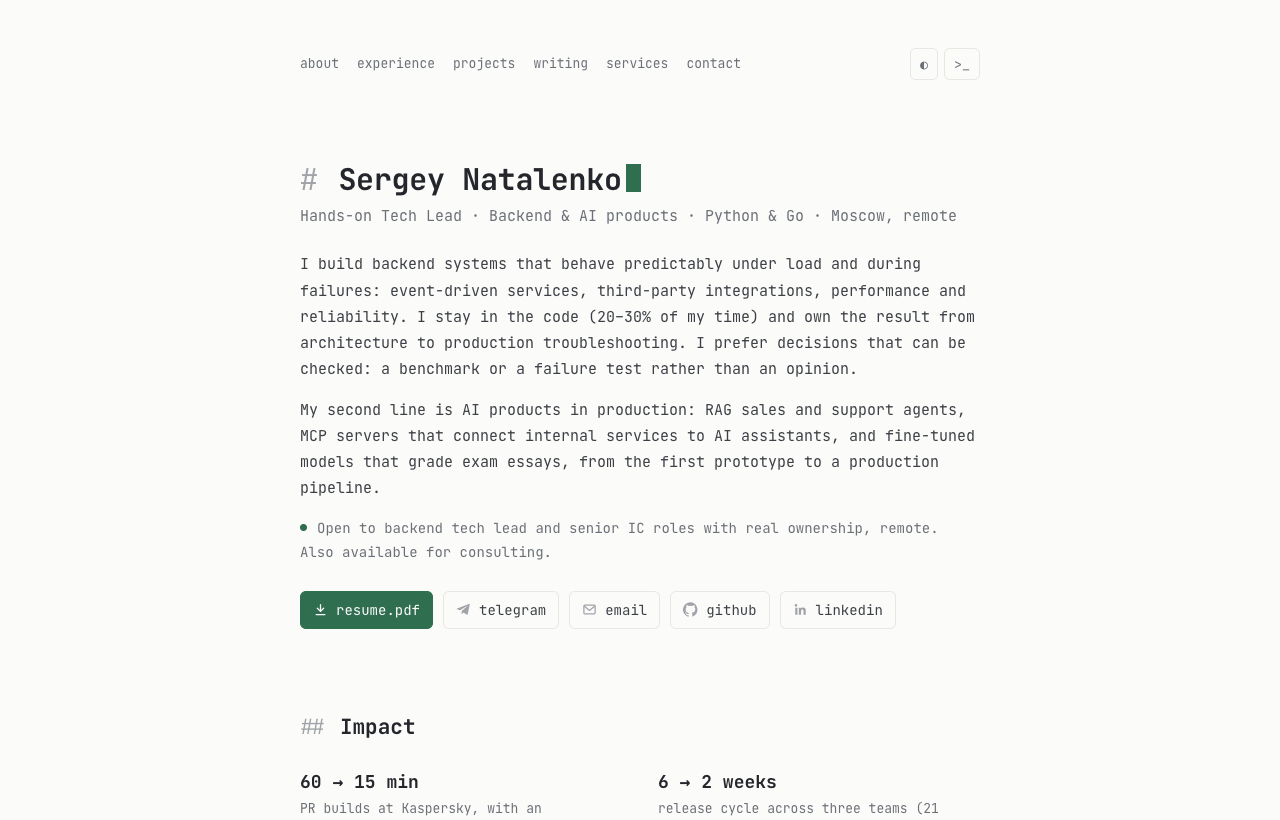 about experience projects writing services contact ◐ >_
# Sergey Natalenko
Hands-on Tech Lead · Backend & AI products · Python & Go · Moscow, remote
I build backend systems that behave predictably under load and during
failures: event-driven services, third-party integrations, performance and
reliability. I stay in the code (20–30% of my time) and own the result from
architecture to production troubleshooting. I prefer decisions that can be
checked: a benchmark or a failure test rather than an opinion.
My second line is AI products in production: RAG sales and support agents,
MCP servers that connect internal services to AI assistants, and fine-tuned
models that grade exam essays, from the first prototype to a production
pipeline.
Open to backend tech lead and senior IC roles with real ownership, remote.
Also available for consulting.
resume.pdf telegram email github linkedin
## Impact
60 → 15 min 6 → 2 weeks
PR builds at Kaspersky, with an release cycle across three teams (21